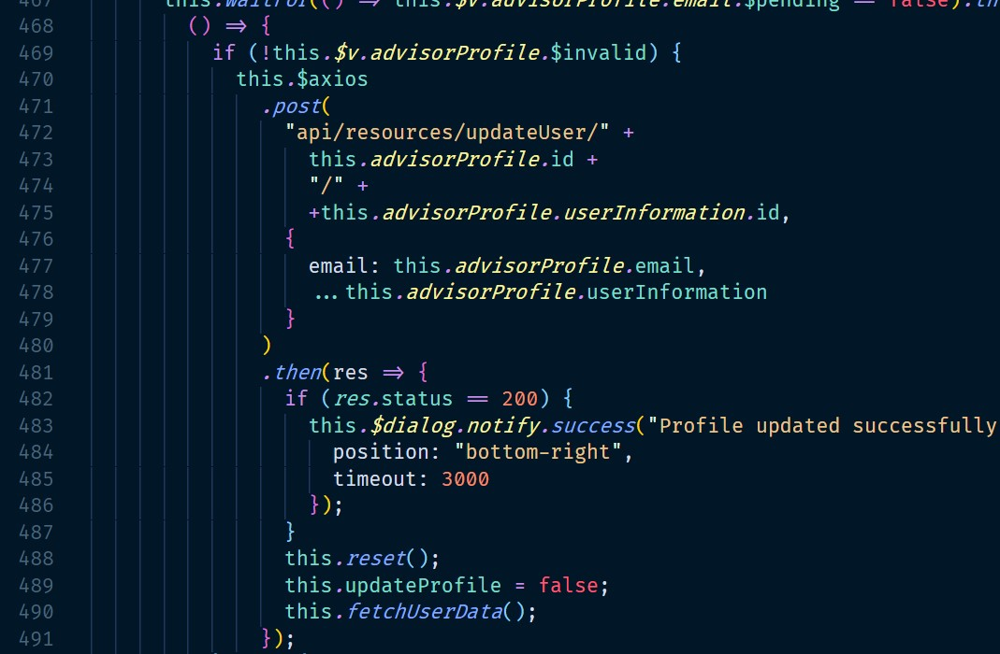 467 this.waitFor(() => this.$v.advisorProfile.email.$pending == false).th
468 () => {
469 if (!this.$v.advisorProfile.$invalid) {
470 this.$axios
471 .post(
472 "api/resources/updateUser/" +
473 this.advisorProfile.id +
474 "/" +
475 +this.advisorProfile.userInformation.id,
476 {
477 email: this.advisorProfile.email,
478 ...this.advisorProfile.userInformation
479 }
480 )
481 .then(res => {
482 if (res.status == 200) {
483 this.$dialog.notify.success("Profile updated successfully
484 position: "bottom-right",
485 timeout: 3000
486 });
487 }
488 this.reset();
489 this.updateProfile = false;
490 this.fetchUserData();
491 });